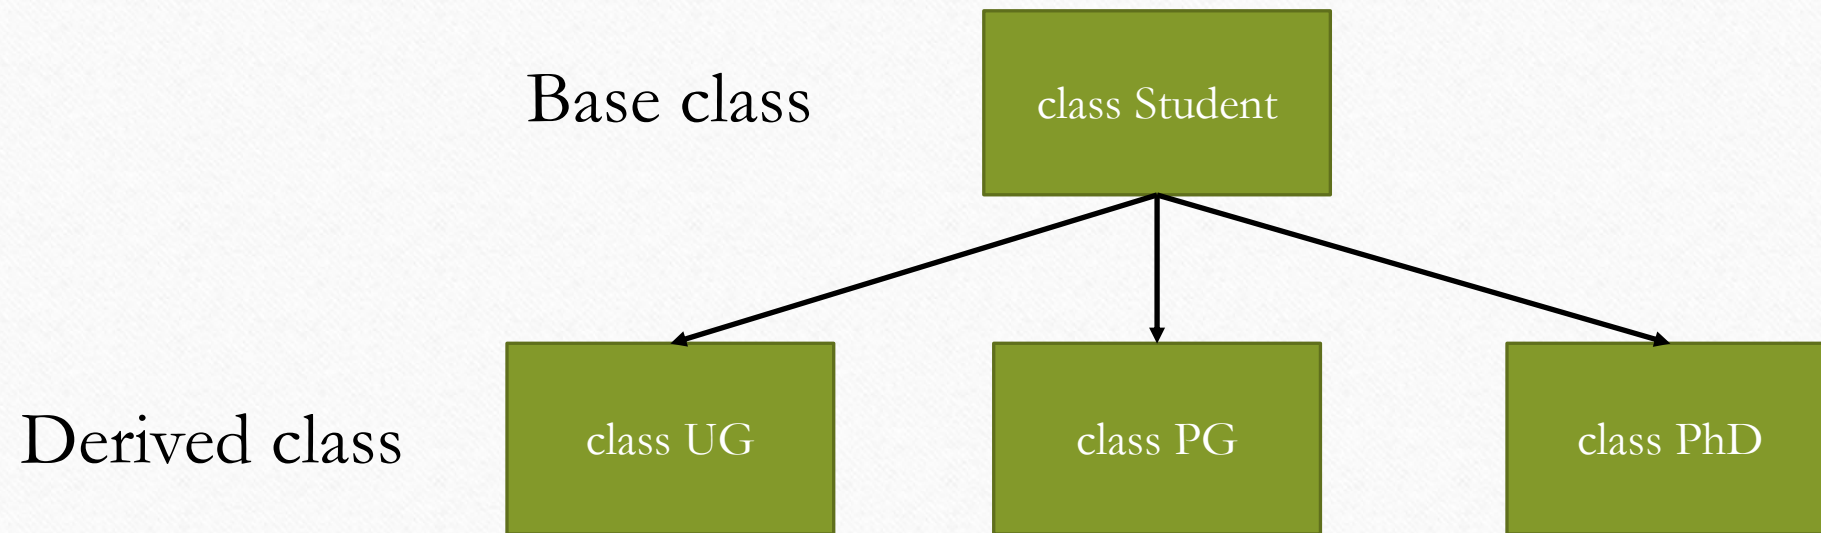 Base class
class Student
Derived class
class UG
class PG
class PhD